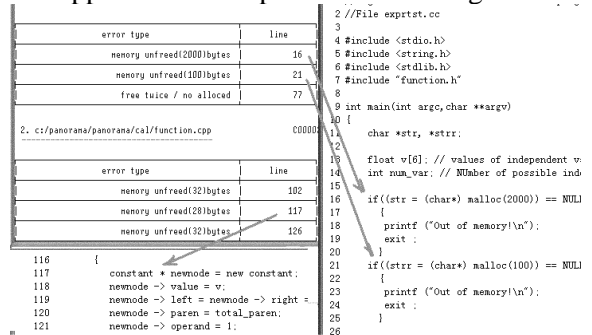 error type line
memory unfreed(2000)bytes 16
memory unfreed(100)bytes 21
free twice / no alloced 77
2. c:/panorama/panorama/cal/function.cpp
error type line
memory unfreed(32)bytes 102
memory unfreed(28)bytes 117
memory unfreed(32)bytes 126
116 {
117 constant * newnode = new constant;
118 newnode -> value = v;
119 newnode -> left = newnode -> right =
120 newnode -> paren = total_paren;
121 newnode -> operand = 1;
2 //File exprtst.cc
3
4 #include <stdio.h>
5 #include <string.h>
6 #include <stdlib.h>
7 #include "function.h"
8
9 int main(int argc,char **argv)
10 {
11 char *str, *strr;
12
13 float v[6]; // values of independent
14 int num_var; // NUmber of possible
15
16 if((str = (char*) malloc(2000)) ==
17 {
18 printf ("Out of memory!\n");
19 exit ;
20 }
21 if((strr = (char*) malloc(100)) ==
22 {
23 printf ("Out of memory!\n");
24 exit ;
25 }
26